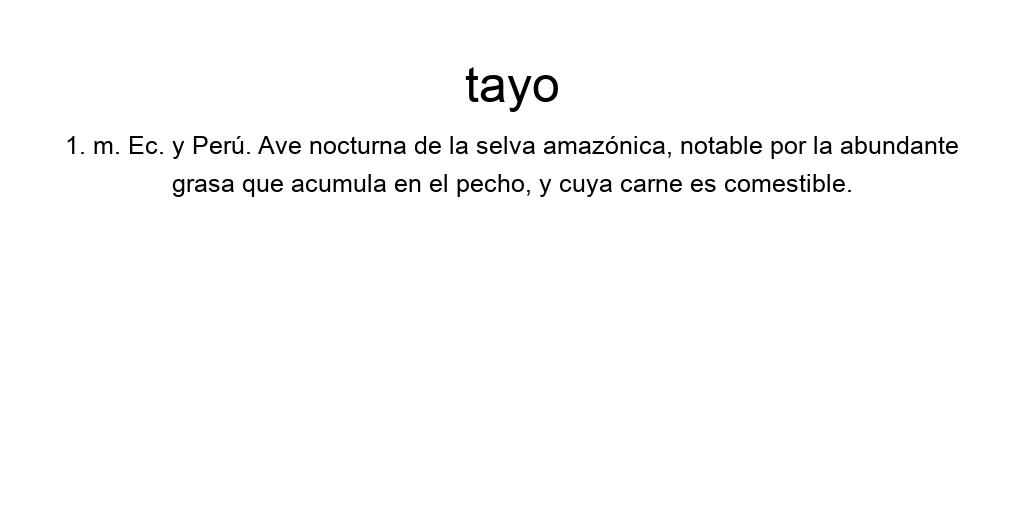 tayo
1. m. Ec. y Perú. Ave nocturna de la selva amazónica, notable por la abundante
grasa que acumula en el pecho, y cuya carne es comestible.